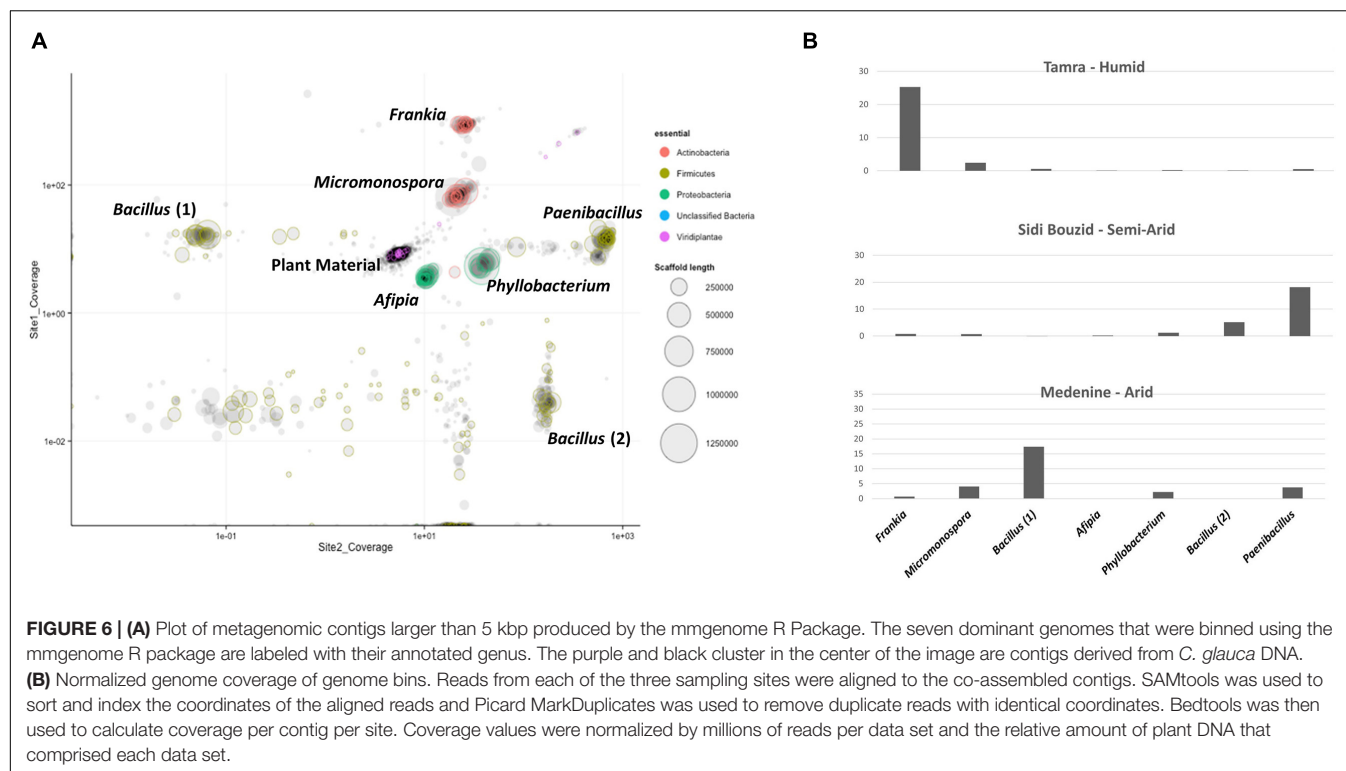 A
Frankia
Micromonospora
Bacillus (1)
Paenibacillus
Plant Material
Phyllobacterium
Afipia
Bacillus (2)
Site1_Coverage
1e+02
1e+00
1e-02
1e-01
1e+01
1e+03
Site2_Coverage
essential
Actinobacteria
Firmicutes
Proteobacteria
Unclassified Bacteria
Viridiplantae
Scaffold length
250000
500000
750000
1000000
1250000
B
Tamra - Humid
30
20
10
0
Sidi Bouzid - Semi-Arid
30
20
10
0
Medenine - Arid
35
30
25
20
15
10
5
0
Frankia
Micromonospora
Bacillus (1)
Afipia
Phyllobacterium
Bacillus (2)
Paenibacillus
FIGURE 6 | (A) Plot of metagenomic contigs larger than 5 kbp produced by the mmgenome R Package. The seven dominant genomes that were binned using the
mmgenome R package are labeled with their annotated genus. The purple and black cluster in the center of the image are contigs derived from C. glauca DNA.
(B) Normalized genome coverage of genome bins. Reads from each of the three sampling sites were aligned to the co-assembled contigs. SAMtools was used to
sort and index the coordinates of the aligned reads and Picard MarkDuplicates was used to remove duplicate reads with identical coordinates. Bedtools was then
used to calculate coverage per contig per site. Coverage values were normalized by millions of reads per data set and the relative amount of plant DNA that
comprised each data set.